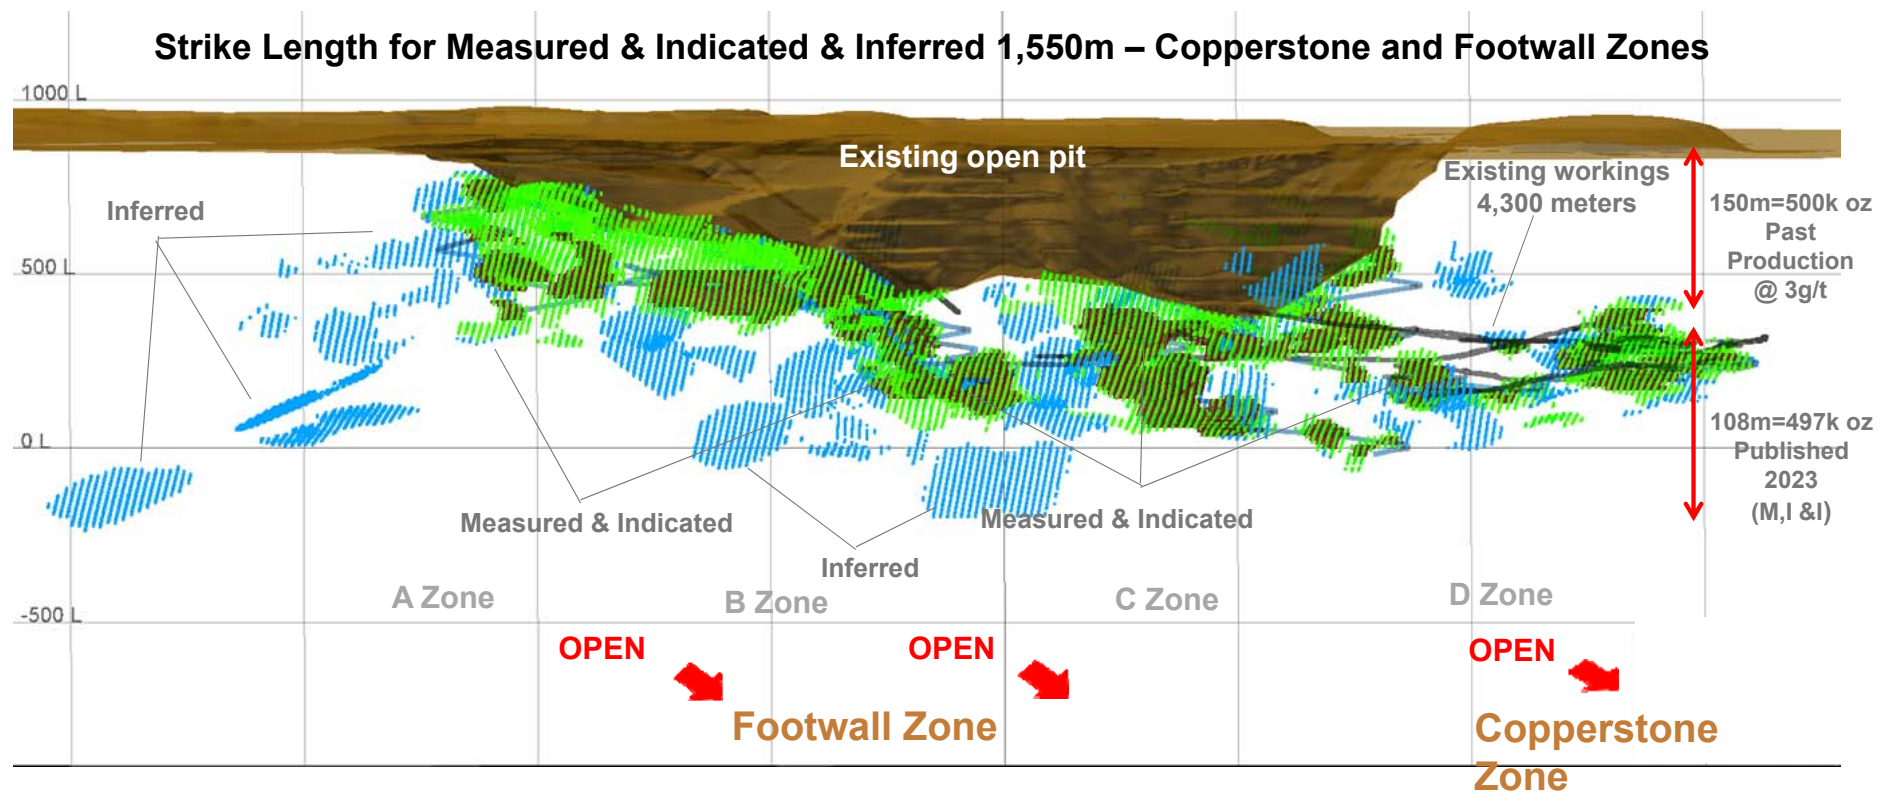 Strike Length for Measured & Indicated & Inferred 1,550m – Copperstone and Footwall Zones
1000 L
Existing open pit
Existing workings
4,300 meters
Inferred
150m=500k oz
Past
Production
@ 3g/t
500 L
0 L
108m=497k oz
Published
2023
(M,I &I)
Measured & Indicated
Measured & Indicated
Inferred
A Zone
B Zone
C Zone
D Zone
-500 L
OPEN
OPEN
OPEN
Footwall Zone
Copperstone
Zone